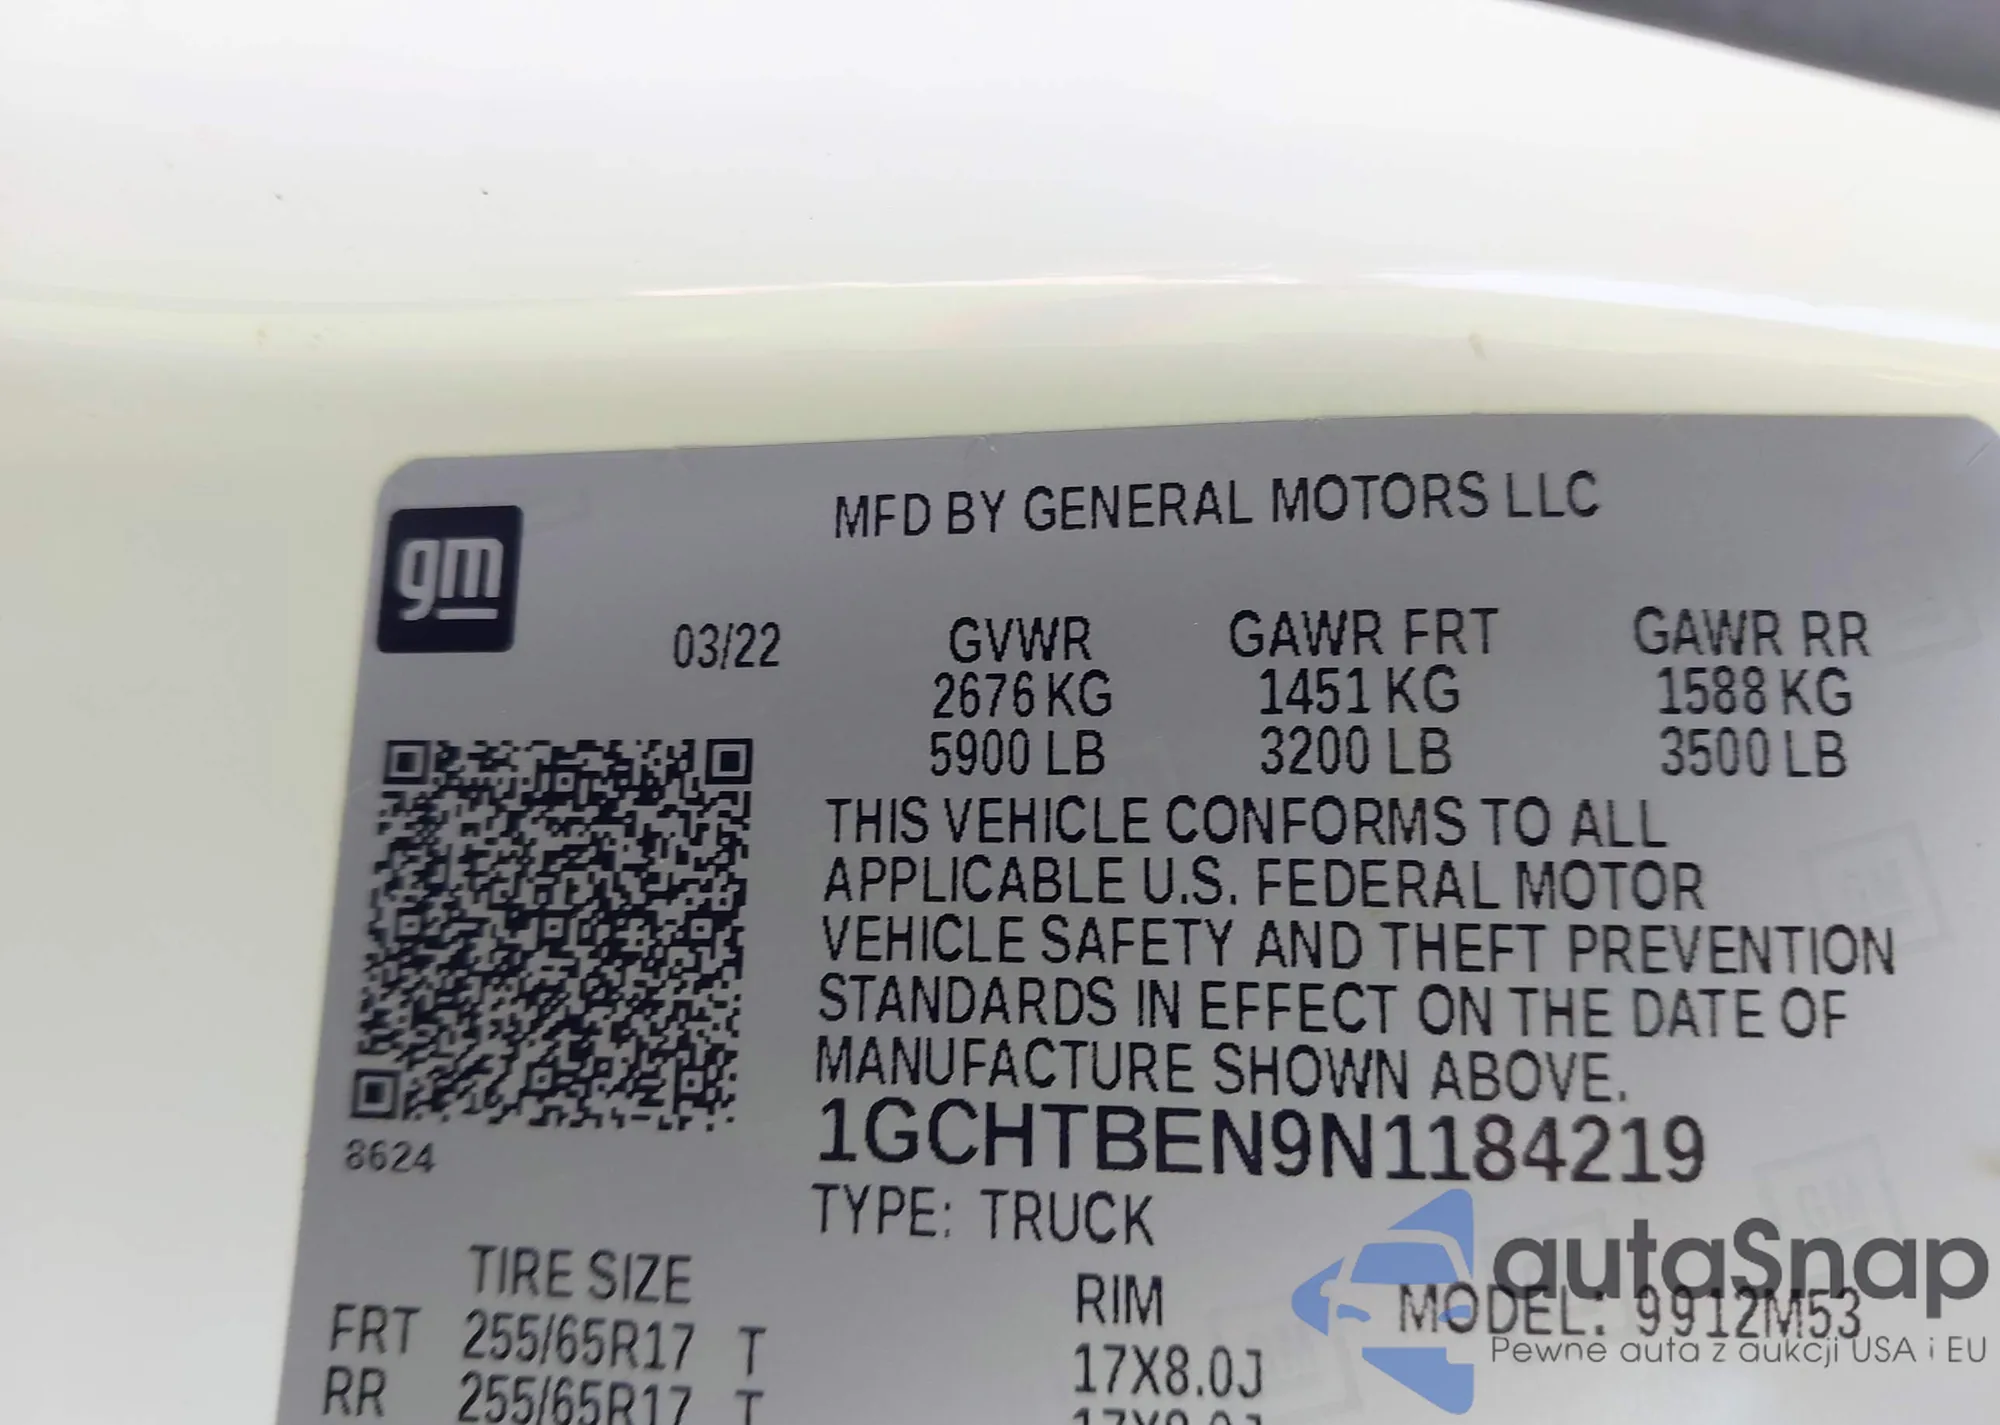 MFD BY GENERAL MOTORS LLC
gm
03/22
GVWR GAWR FRT GAWR RR
2676 KG 1451 KG 1588 KG
5900 LB 3200 LB 3500 LB
THIS VEHICLE CONFORMS TO ALL
APPLICABLE U.S. FEDERAL MOTOR
VEHICLE SAFETY AND THEFT PREVENTION
STANDARDS IN EFFECT ON THE DATE OF
MANUFACTURE SHOWN ABOVE.
1GCHTBEN9N1184219
8624
TYPE: TRUCK
TIRE SIZE RIM MODEL: 9912M53
FRT 255/65R17 T 17X8.0J
RR 255/65R17 T 17X8.0J
autaSnap
Pewne auta z aukcji USA i EU